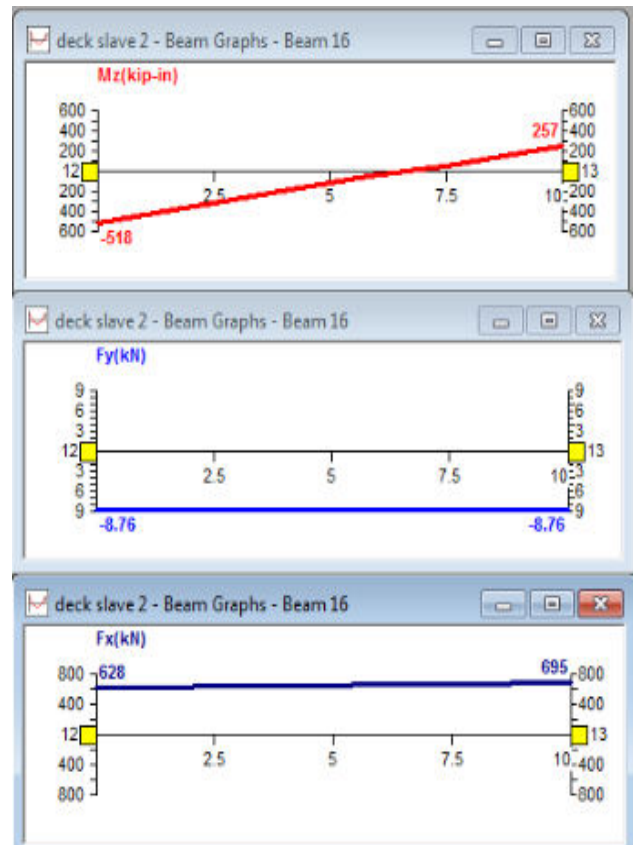 deck slave 2 - Beam Graphs - Beam 16
Mz(kip-in)
600 600
400 257 400
200 200
12 13
200 2.5 5 7.5 10 200
400 400
600 -518 600
deck slave 2 - Beam Graphs - Beam 16
Fy(kN)
9 9
6 6
3 3
12 13
3 2.5 5 7.5 10 3
6 6
9 -8.76 -8.76 9
deck slave 2 - Beam Graphs - Beam 16
Fx(kN)
800 628 695 800
400 400
12 13
400 2.5 5 7.5 10 400
800 800